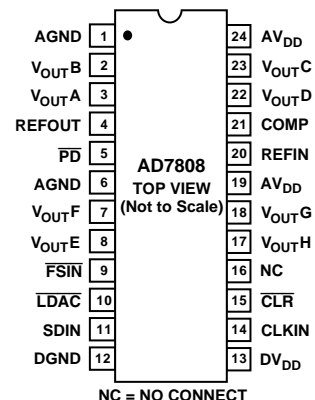 AGND 1 24 AVDD
VOUTB 2 23 VOUTC
VOUTA 3 22 VOUTD
REFOUT 4 21 COMP
PD 5 20 REFIN
AGND 6 19 AVDD
VOUTF 7 18 VOUTG
VOUTE 8 17 VOUTH
FSIN 9 16 NC
LDAC 10 15 CLR
SDIN 11 14 CLKIN
DGND 12 13 DVDD
AD7808
TOP VIEW
(Not to Scale)
NC = NO CONNECT